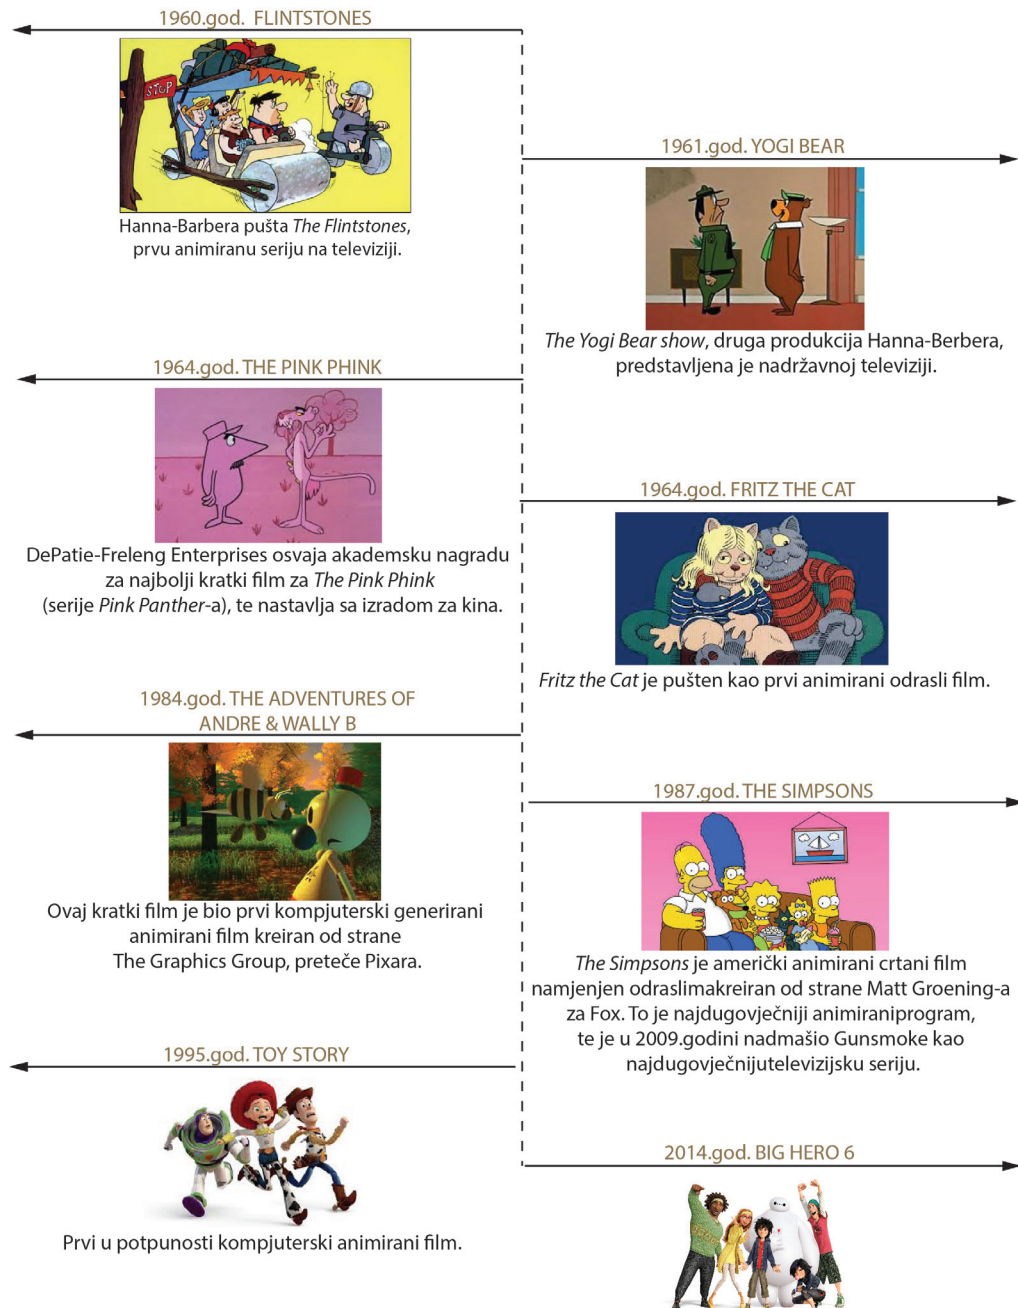 1960.god. FLINTSTONES
STOP
Hanna-Barbera pušta The Flintstones,
prvu animiranu seriju na televiziji.
1961.god. YOGI BEAR
The Yogi Bear show, druga produkcija Hanna-Berbera,
predstavljena je nadržavnoj televiziji.
1964.god. THE PINK PHINK
DePatie-Freleng Enterprises osvaja akademsku nagradu
za najbolji kratki film za The Pink Phink
(serije Pink Panther-a), te nastavlja sa izradom za kina.
1964.god. FRITZ THE CAT
Fritz the Cat je pušten kao prvi animirani odrasli film.
1984.god. THE ADVENTURES OF
ANDRE & WALLY B
Ovaj kratki film je bio prvi kompjuterski generirani
animirani film kreiran od strane
The Graphics Group, preteče Pixara.
1987.god. THE SIMPSONS
The Simpsons je američki animirani crtani film
namjenjen odraslimakreiran od strane Matt Groening-a
za Fox. To je najdugovječniji animiraniprogram,
te je u 2009.godini nadmašio Gunsmoke kao
najdugovječnijutelevizijsku seriju.
1995.god. TOY STORY
Prvi u potpunosti kompjuterski animirani film.
2014.god. BIG HERO 6